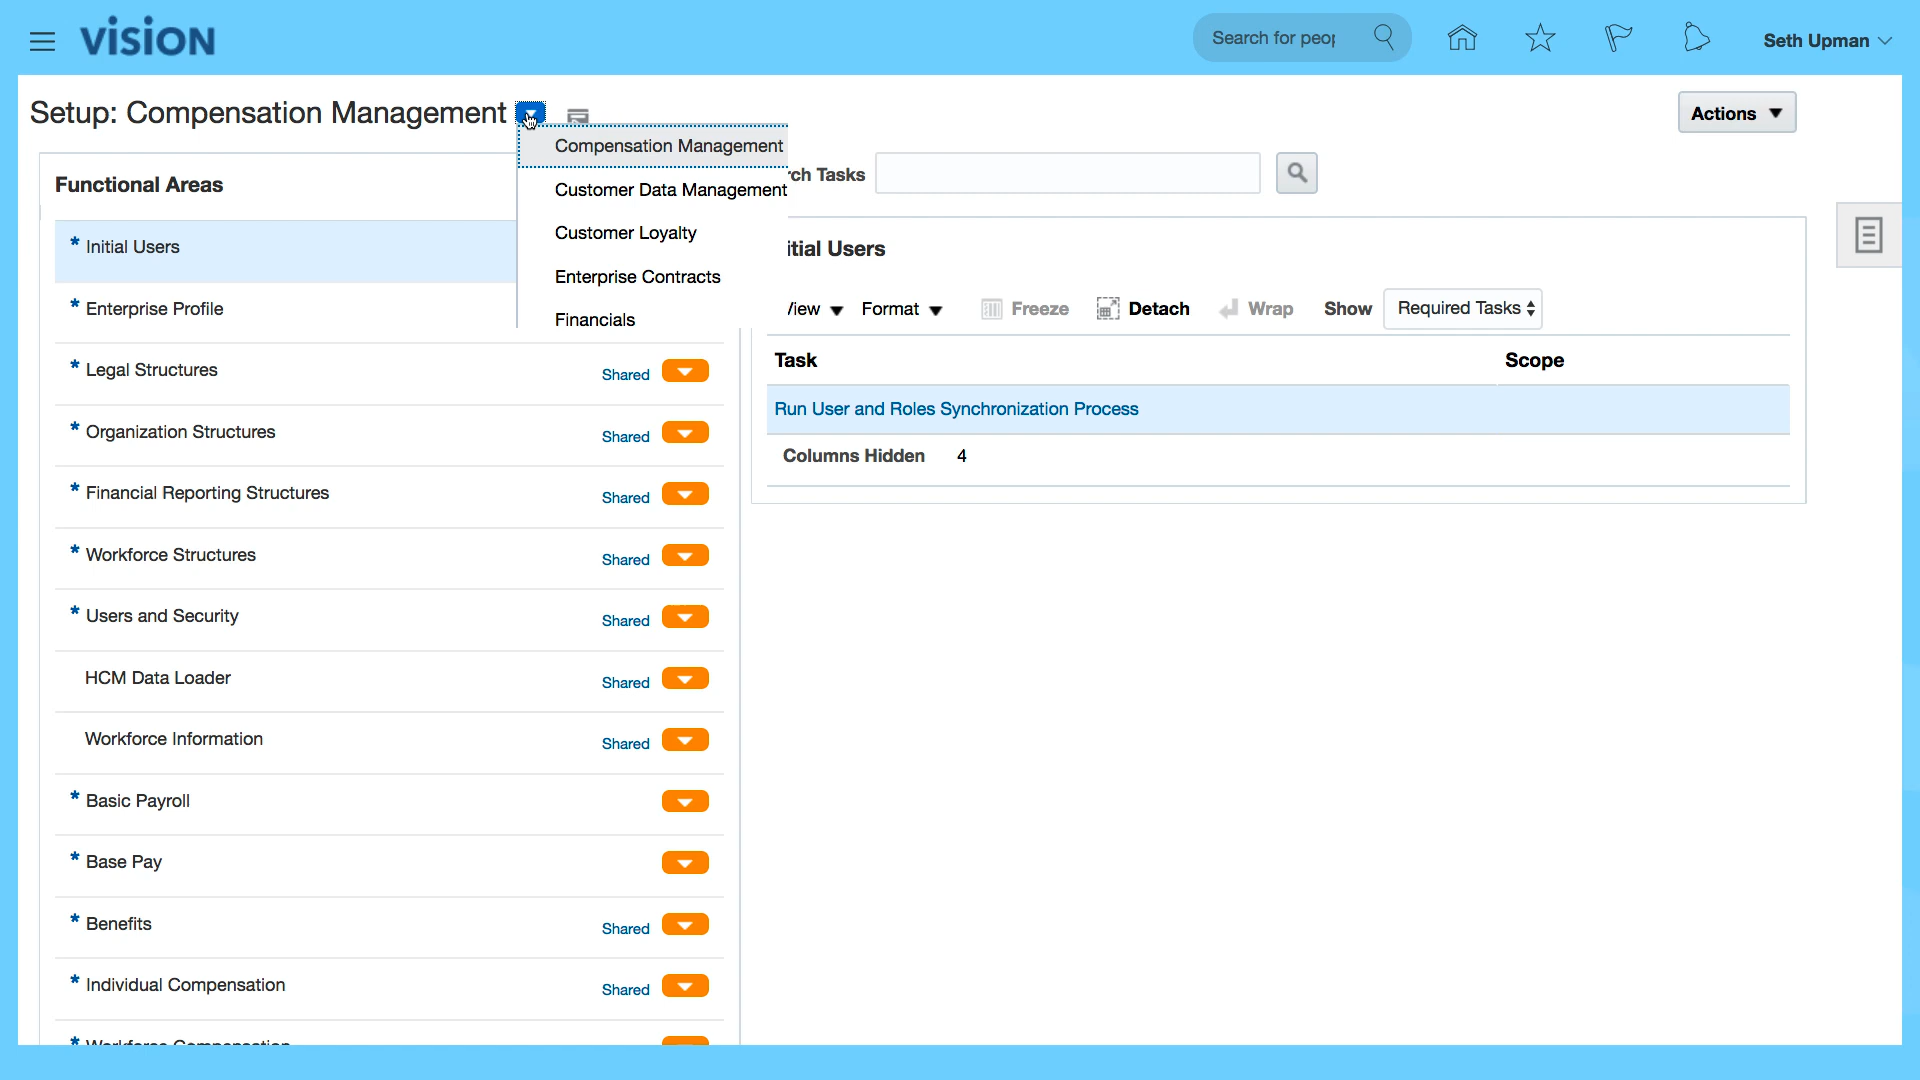 VISION
Search for peop
Seth Upman
Setup: Compensation Management
Actions
Compensation Management
Customer Data Management
Customer Loyalty
Enterprise Contracts
Financials
Functional Areas
* Initial Users
* Enterprise Profile
* Legal Structures Shared
* Organization Structures Shared
* Financial Reporting Structures Shared
* Workforce Structures Shared
* Users and Security Shared
HCM Data Loader Shared
Workforce Information Shared
* Basic Payroll
* Base Pay
* Benefits Shared
* Individual Compensation Shared
* Workforce Compensation
rch Tasks
itial Users
View Format Freeze Detach Wrap Show Required Tasks
Task Scope
Run User and Roles Synchronization Process
Columns Hidden 4